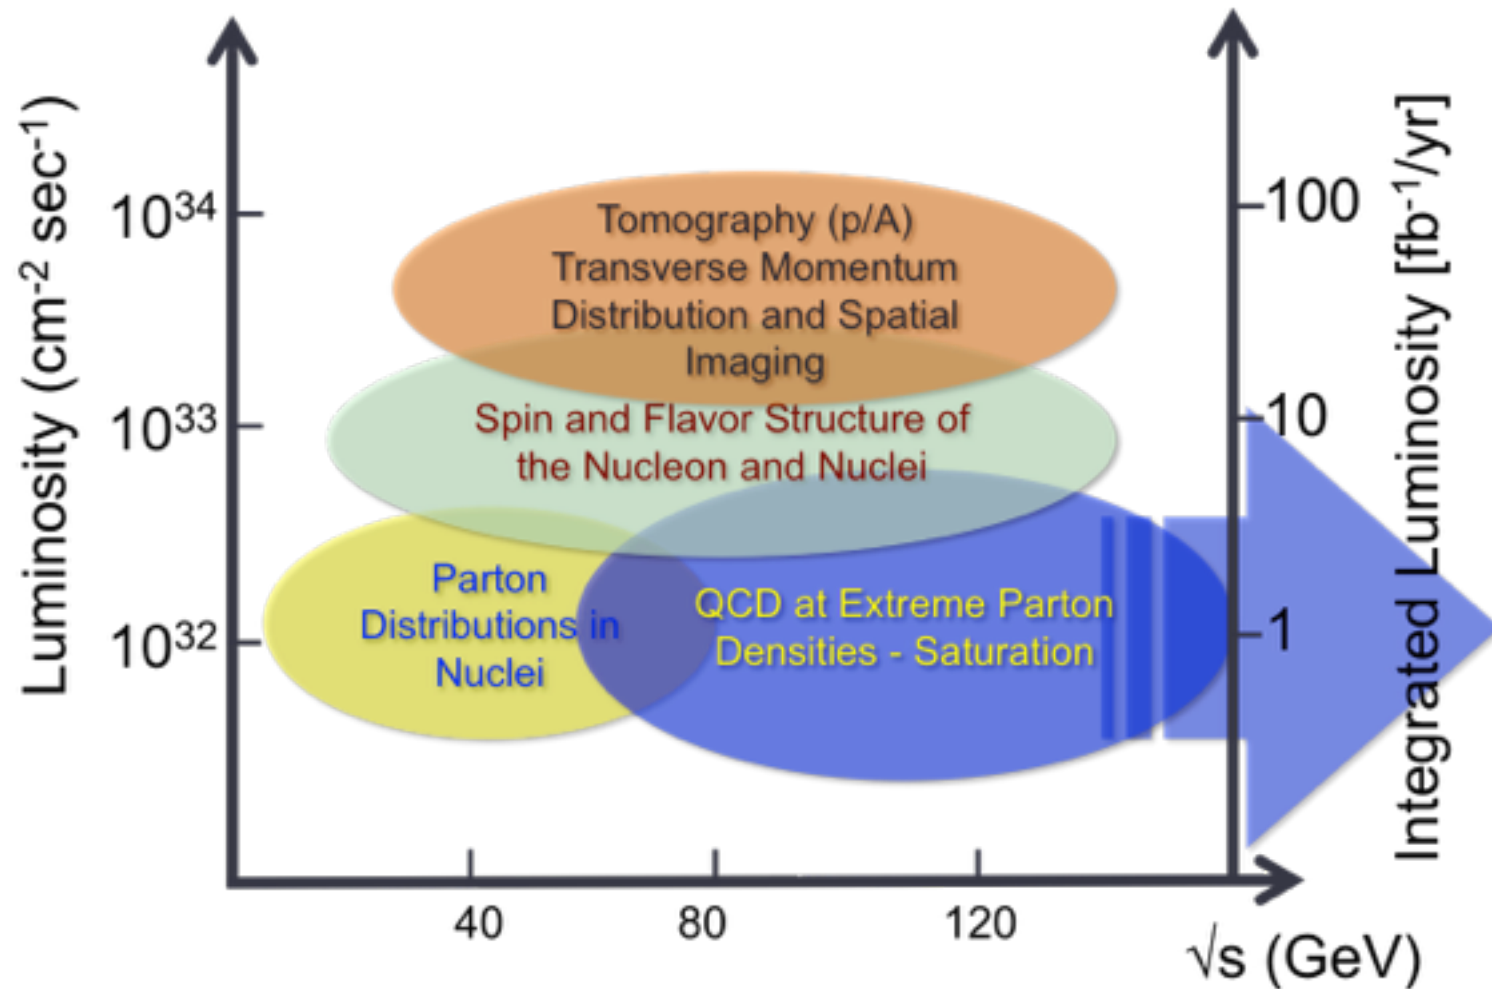 Luminosity (cm-2 sec-1)
1034
1033
1032
Tomography (p/A)
Transverse Momentum
Distribution and Spatial
Imaging
Spin and Flavor Structure of
the Nucleon and Nuclei
Parton
Distributions in
Nuclei
QCD at Extreme Parton
Densities - Saturation
100
10
1
Integrated Luminosity [fb-1/yr]
40
80
120
√s (GeV)